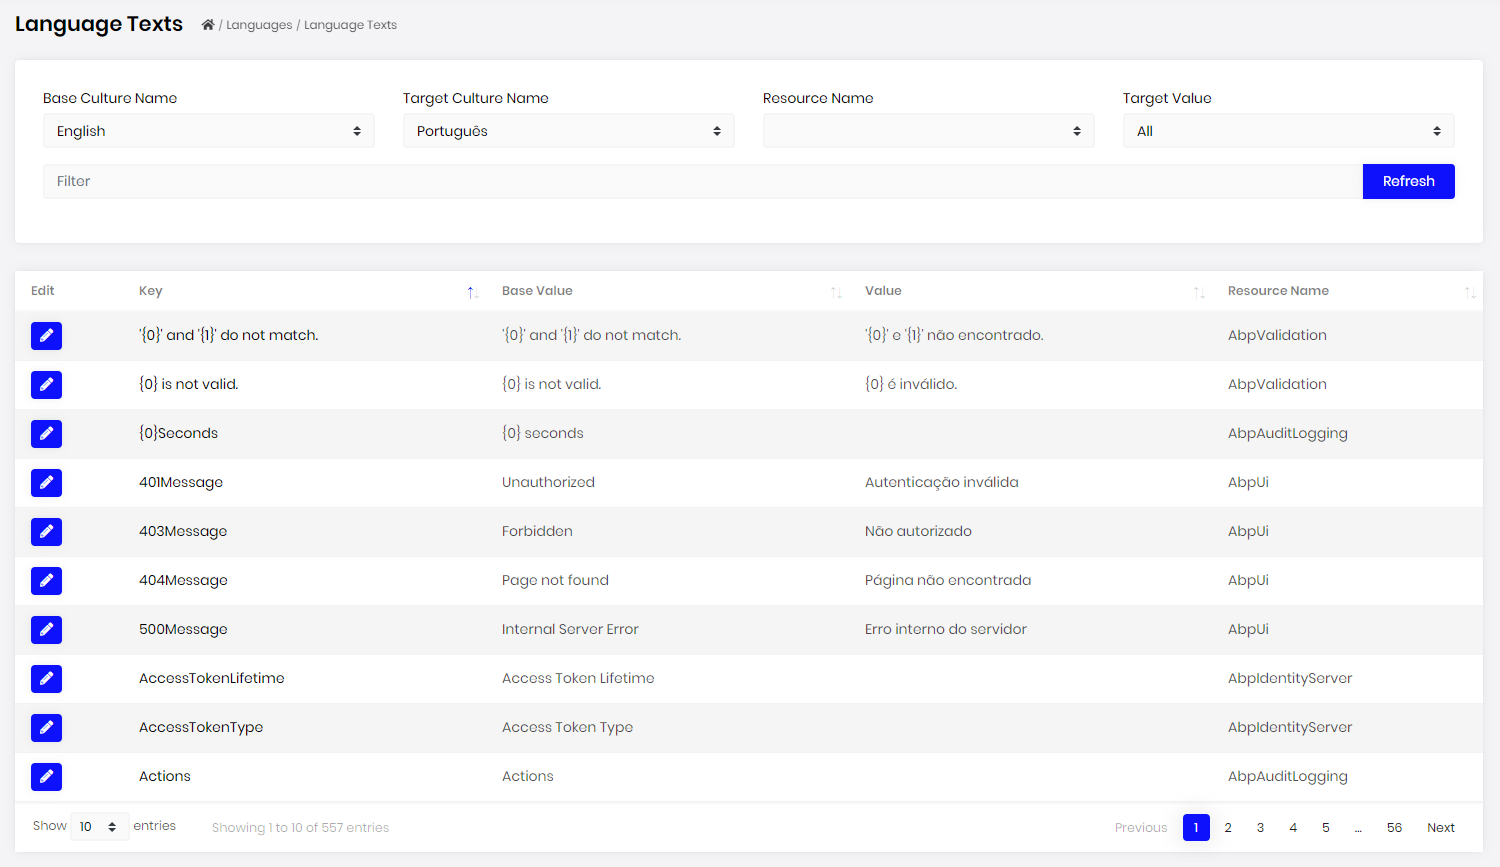 Language Texts / Languages / Language Texts
Base Culture Name Target Culture Name Resource Name Target Value
English Português All
Filter Refresh
Edit Key Base Value Value Resource Name
'{0}' and '{1}' do not match. '{0}' and '{1}' do not match. '{0}' e '{1}' não encontrado. AbpValidation
{0} is not valid. {0} is not valid. {0} é inválido. AbpValidation
{0}Seconds {0} seconds AbpAuditLogging
401Message Unauthorized Autenticação inválida AbpUi
403Message Forbidden Não autorizado AbpUi
404Message Page not found Página não encontrada AbpUi
500Message Internal Server Error Erro interno do servidor AbpUi
AccessTokenLifetime Access Token Lifetime AbpIdentityServer
AccessTokenType Access Token Type AbpIdentityServer
Actions Actions AbpAuditLogging
Show 10 entries Showing 1 to 10 of 557 entries Previous 1 2 3 4 5 ... 56 Next